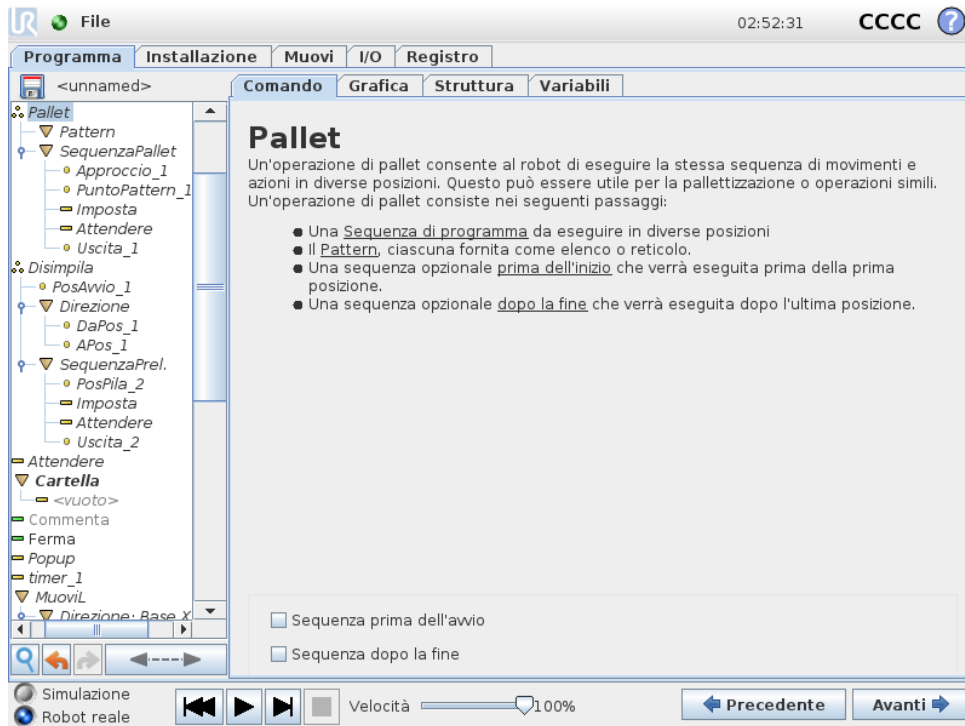 UR File 02:52:31 CCCC ?
Programma Installazione Muovi I/O Registro
<unnamed>
Comando Grafica Struttura Variabili
Pallet
Pattern
SequenzaPallet
Approccio_1
PuntoPattern_1
Imposta
Attendere
Uscita_1
Disimpila
PosAvvio_1
Direzione
DaPos_1
APos_1
SequenzaPrel.
PosPila_2
Imposta
Attendere
Uscita_2
Attendere
Cartella
<vuoto>
Commenta
Ferma
Popup
timer_1
MuoviL
Direzione: Base X
Pallet
Un'operazione di pallet consente al robot di eseguire la stessa sequenza di movimenti e
azioni in diverse posizioni. Questo può essere utile per la pallettizzazione o operazioni simili.
Un'operazione di pallet consiste nei seguenti passaggi:
Una Sequenza di programma da eseguire in diverse posizioni
Il Pattern, ciascuna fornita come elenco o reticolo.
Una sequenza opzionale prima dell'inizio che verrà eseguita prima della prima
posizione.
Una sequenza opzionale dopo la fine che verrà eseguita dopo l'ultima posizione.
Sequenza prima dell'avvio
Sequenza dopo la fine
Simulazione
Robot reale
Velocità 100%
Precedente
Avanti